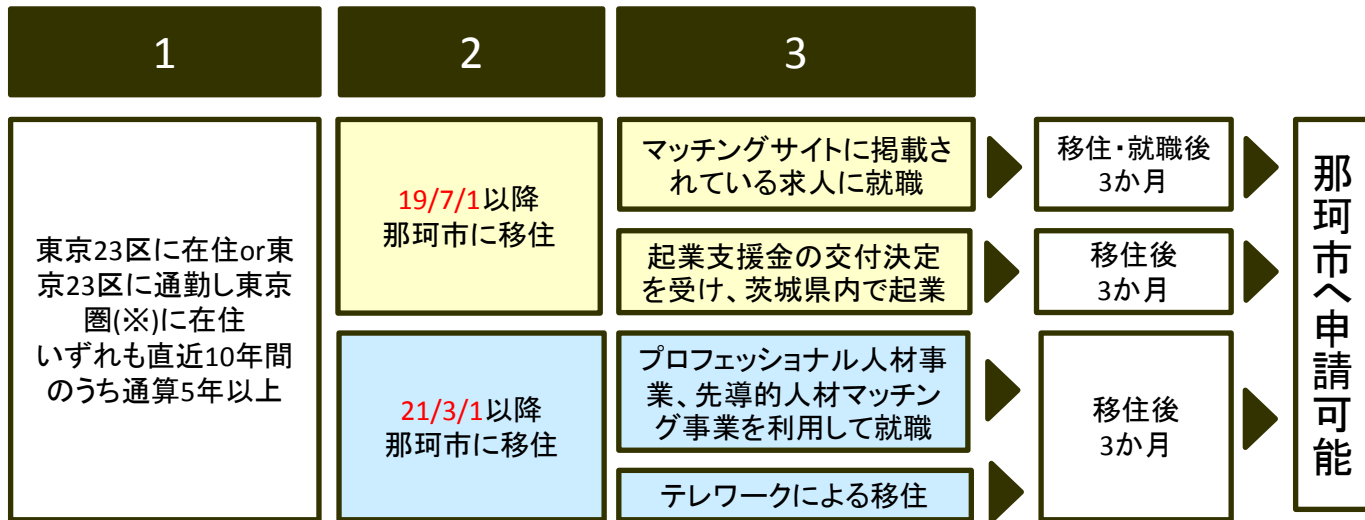 1
2
3
東京23区に在住or東
京23区に通勤し東京
圏(※)に在住
いずれも直近10年間
のうち通算5年以上
19/7/1以降
那珂市に移住
21/3/1以降
那珂市に移住
マッチングサイトに掲載さ
れている求人に就職
起業支援金の交付決定
を受け、茨城県内で起業
プロフェッショナル人材事
業、先導的人材マッチン
グ事業を利用して就職
テレワークによる移住
移住・就職後
3か月
移住後
3か月
移住後
3か月
那珂市へ申請可能